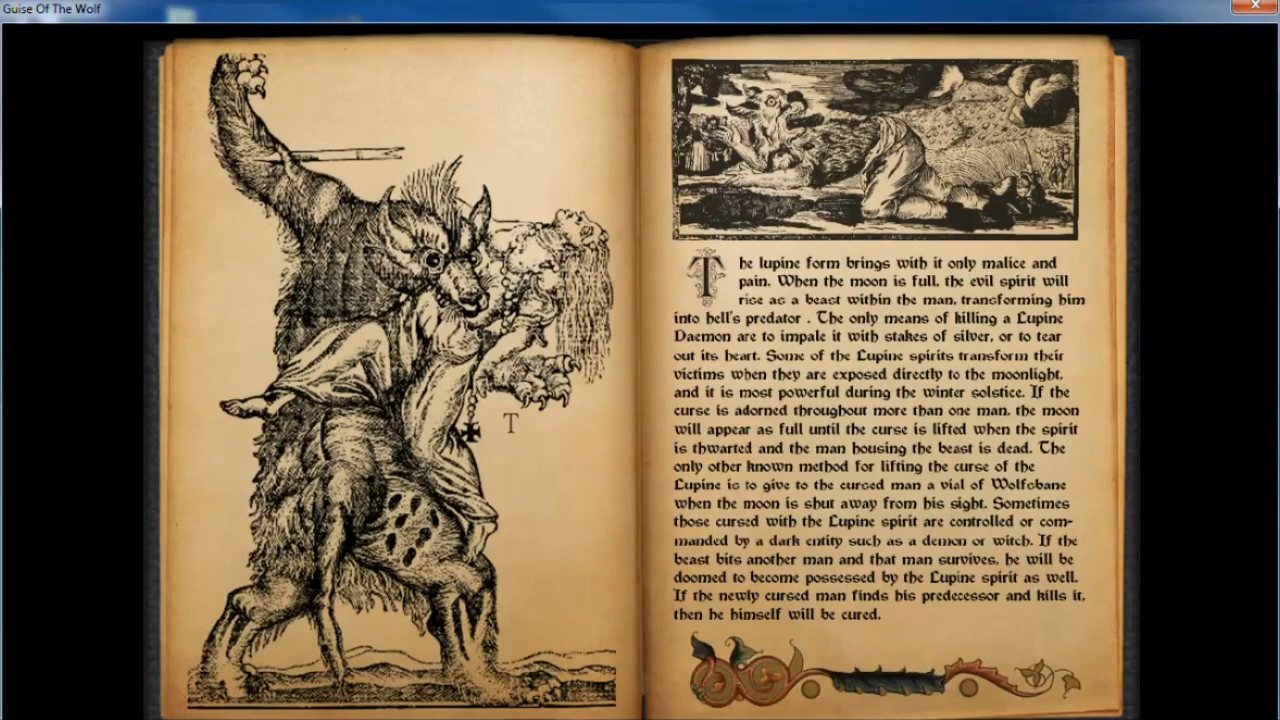 Guise Of The Wolf
T
The lupine form brings with it only malice and
pain. When the moon is full, the evil spirit will
rise as a beast within the man, transforming him
into hell's predator . The only means of killing a Lupine
Daemon are to impale it with stakes of silver, or to tear
out its heart. Some of the Lupine spirits transform their
victims when they are exposed directly to the moonlight,
and it is most powerful during the winter solstice. If the
curse is adorned throughout more than one man, the moon
will appear as full until the curse is lifted when the spirit
is thwarted and the man housing the beast is dead. The
only other known method for lifting the curse of the
Lupine is to give to the cursed man a vial of Wolfsbane
when the moon is shut away from his sight. Sometimes
those cursed with the Lupine spirit are controlled or com-
manded by a dark entity such as a demon or witch. If the
beast bits another man and that man survives, he will be
doomed to become possessed by the Lupine spirit as well.
If the newly cursed man finds his predecessor and kills it,
then he himself will be cured.